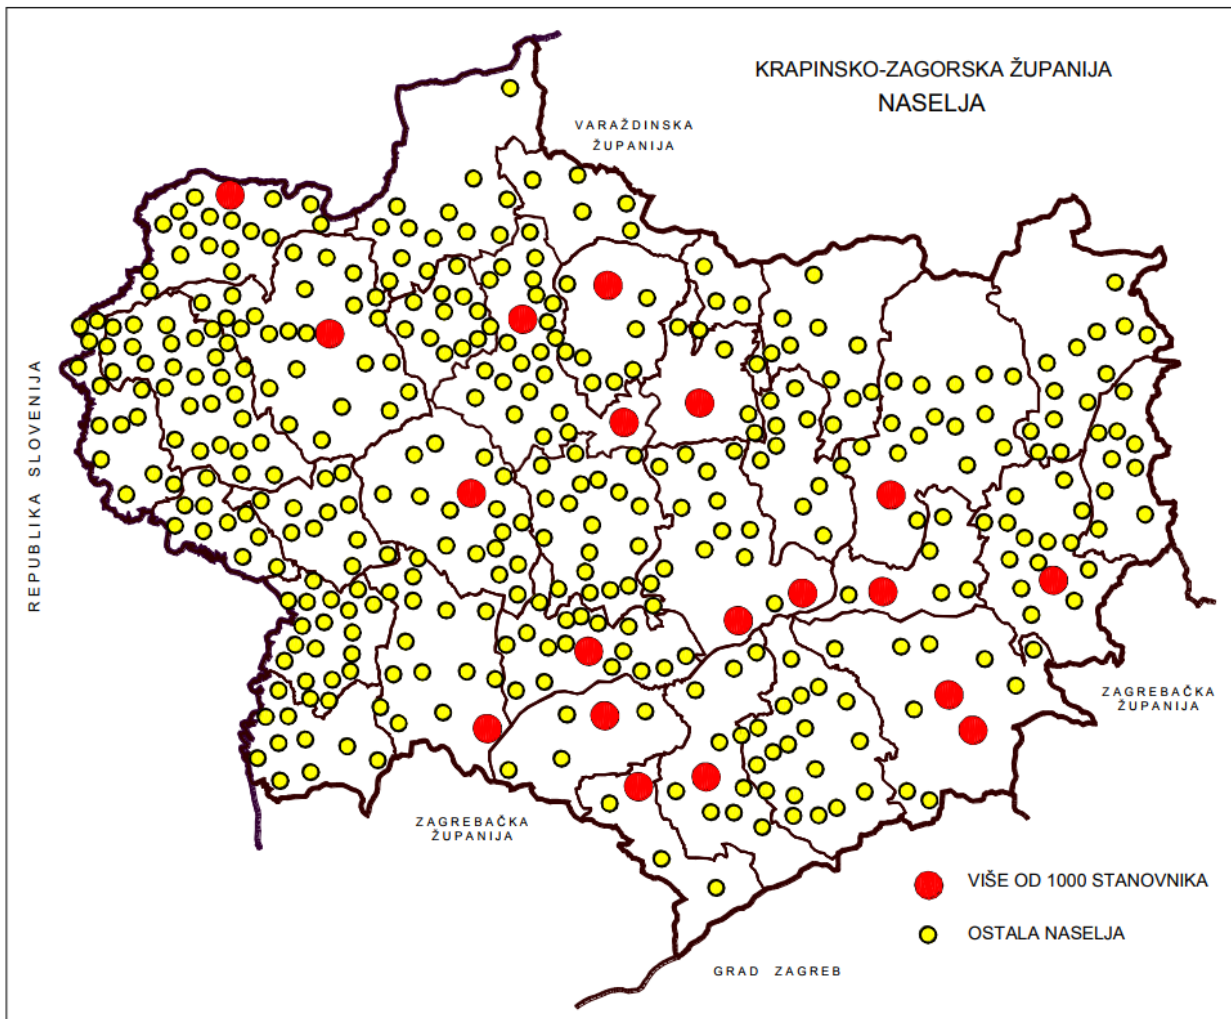 KRAPINSKO-ZAGORSKA ŽUPANIJA
NASELJA
VARAŽDINSKA
ŽUPANIJA
REPUBLIKA SLOVENIJA
ZAGREBAČKA
ŽUPANIJA
ZAGREBAČKA
ŽUPANIJA
VIŠE OD 1000 STANOVNIKA
OSTALA NASELJA
GRAD ZAGREB